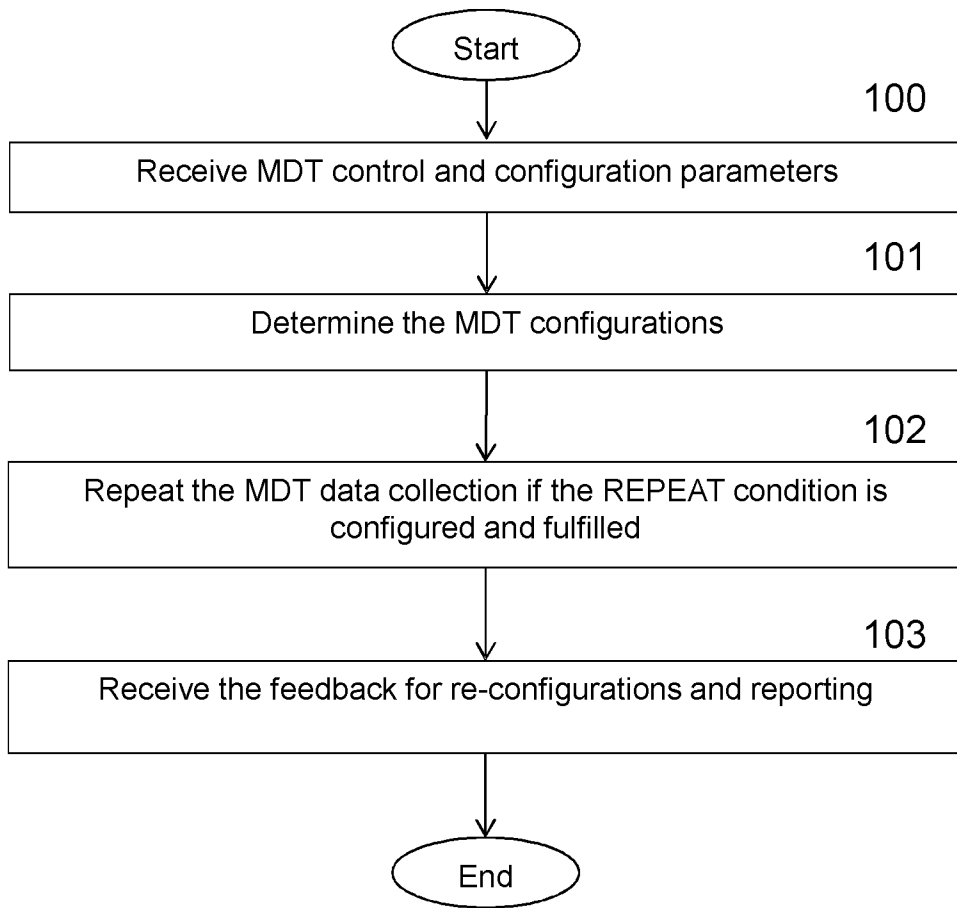 Start
100
Receive MDT control and configuration parameters
101
Determine the MDT configurations
102
Repeat the MDT data collection if the REPEAT condition is
configured and fulfilled
103
Receive the feedback for re-configurations and reporting
End